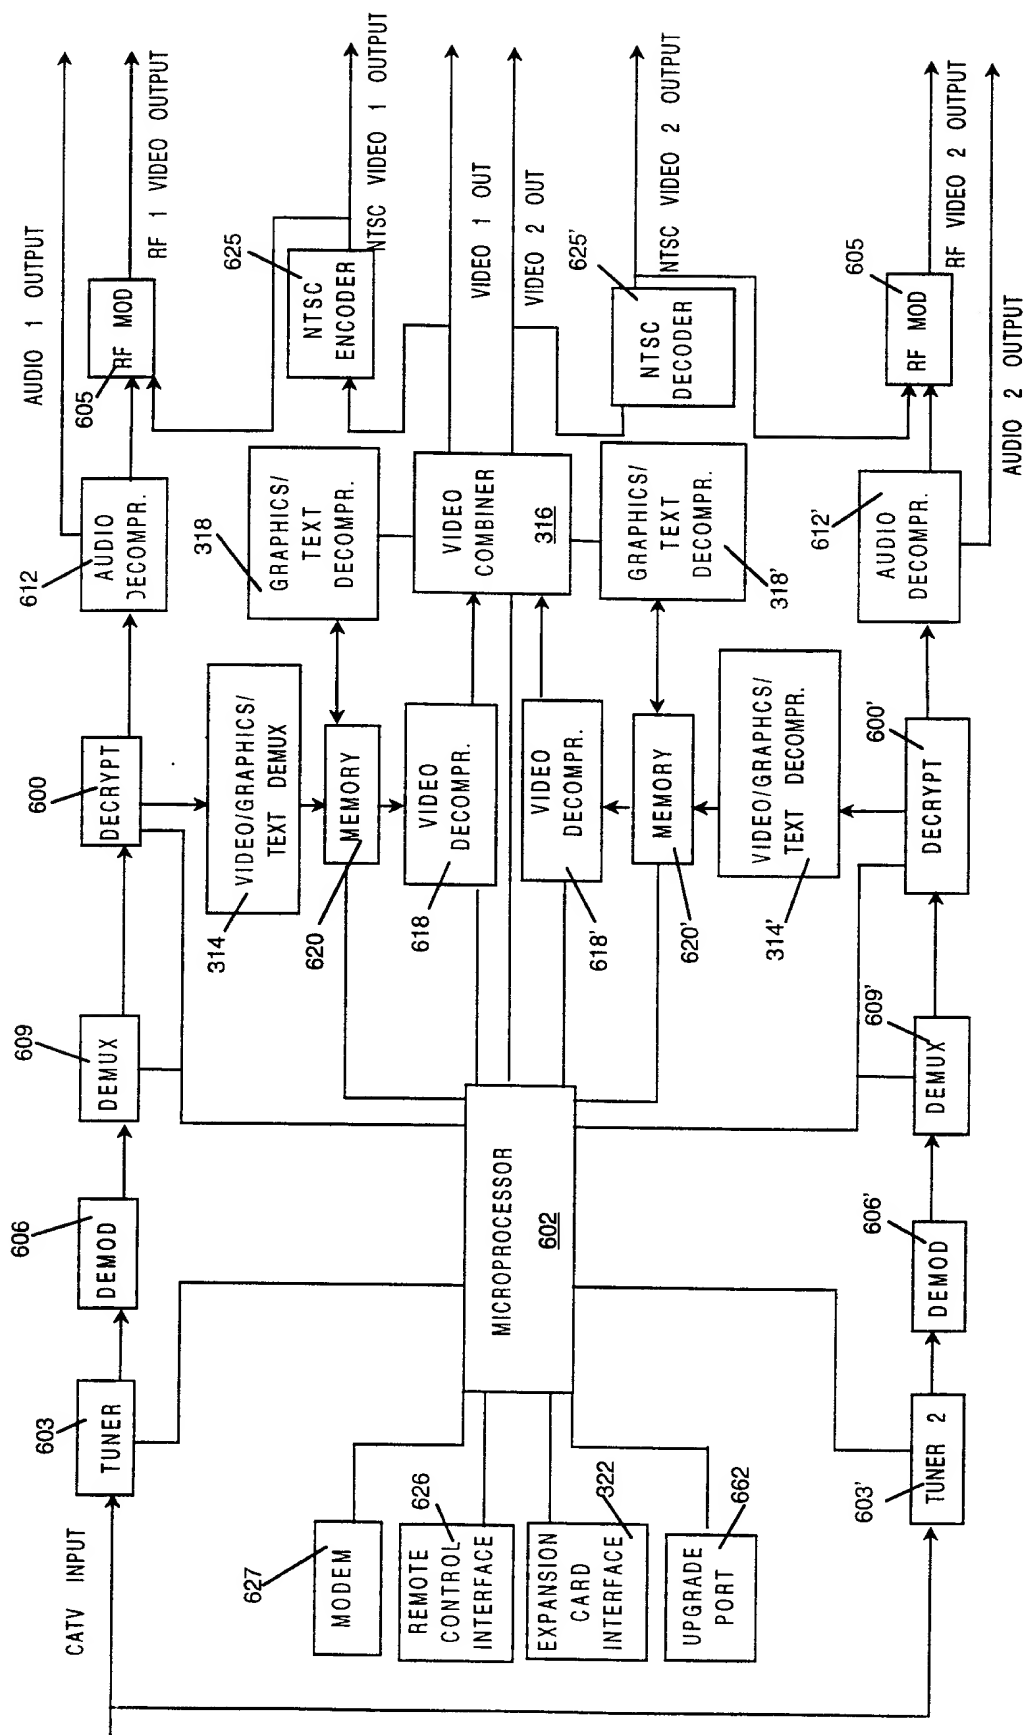 CATV INPUT
603
TUNER
606
DEMOD
609
DEMUX
600
DECRYPT
612
AUDIO
DECOMPR.
605
RF MOD
AUDIO 1 OUTPUT
RF 1 VIDEO OUTPUT
314
VIDEO/GRAPHICS/
TEXT DEMUX
318
GRAPHICS/
TEXT
DECOMPR.
625
NTSC
ENCODER
NTSC VIDEO 1 OUTPUT
620
MEMORY
618
VIDEO
DECOMPR.
VIDEO
COMBINER
316
VIDEO 1 OUT
VIDEO 2 OUT
627
MODEM
626
REMOTE
CONTROL
INTERFACE
322
EXPANSION
CARD
INTERFACE
662
UPGRADE
PORT
MICROPROCESSOR
602
618'
VIDEO
DECOMPR.
620'
MEMORY
314'
VIDEO/GRAPHCS/
TEXT DECOMPR.
GRAPHICS/
TEXT
DECOMPR.
318'
625'
NTSC
DECODER
NTSC VIDEO 2 OUTPUT
603'
TUNER 2
606'
DEMOD
609'
DEMUX
600'
DECRYPT
612'
AUDIO
DECOMPR.
605
RF MOD
RF VIDEO 2 OUTPUT
AUDIO 2 OUTPUT